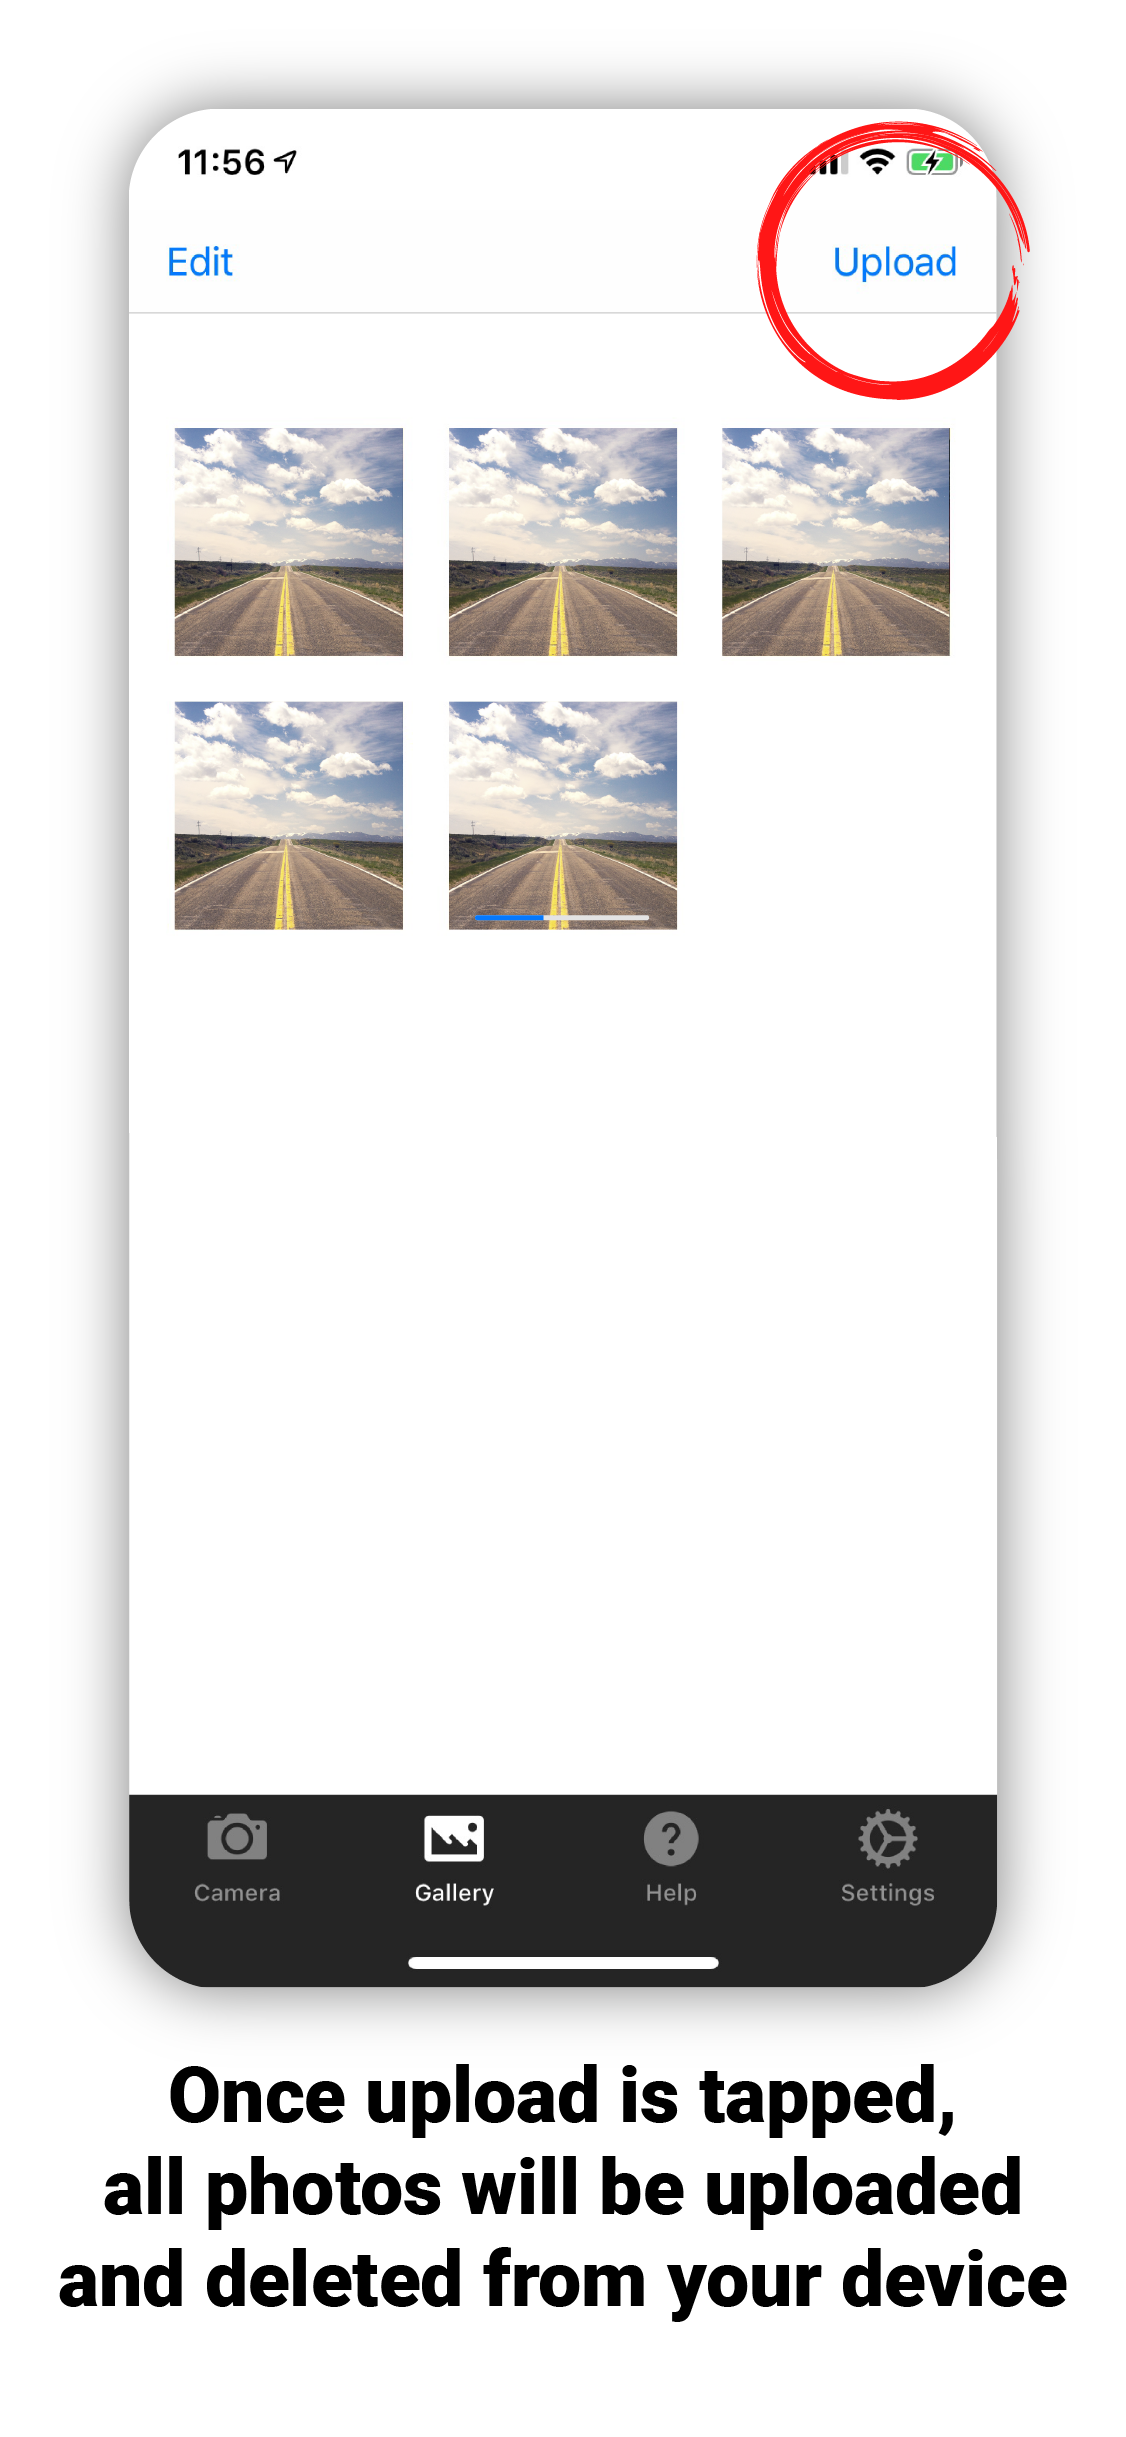 11:56
Edit
Upload
Camera
Gallery
Help
Settings
Once upload is tapped,
all photos will be uploaded
and deleted from your device